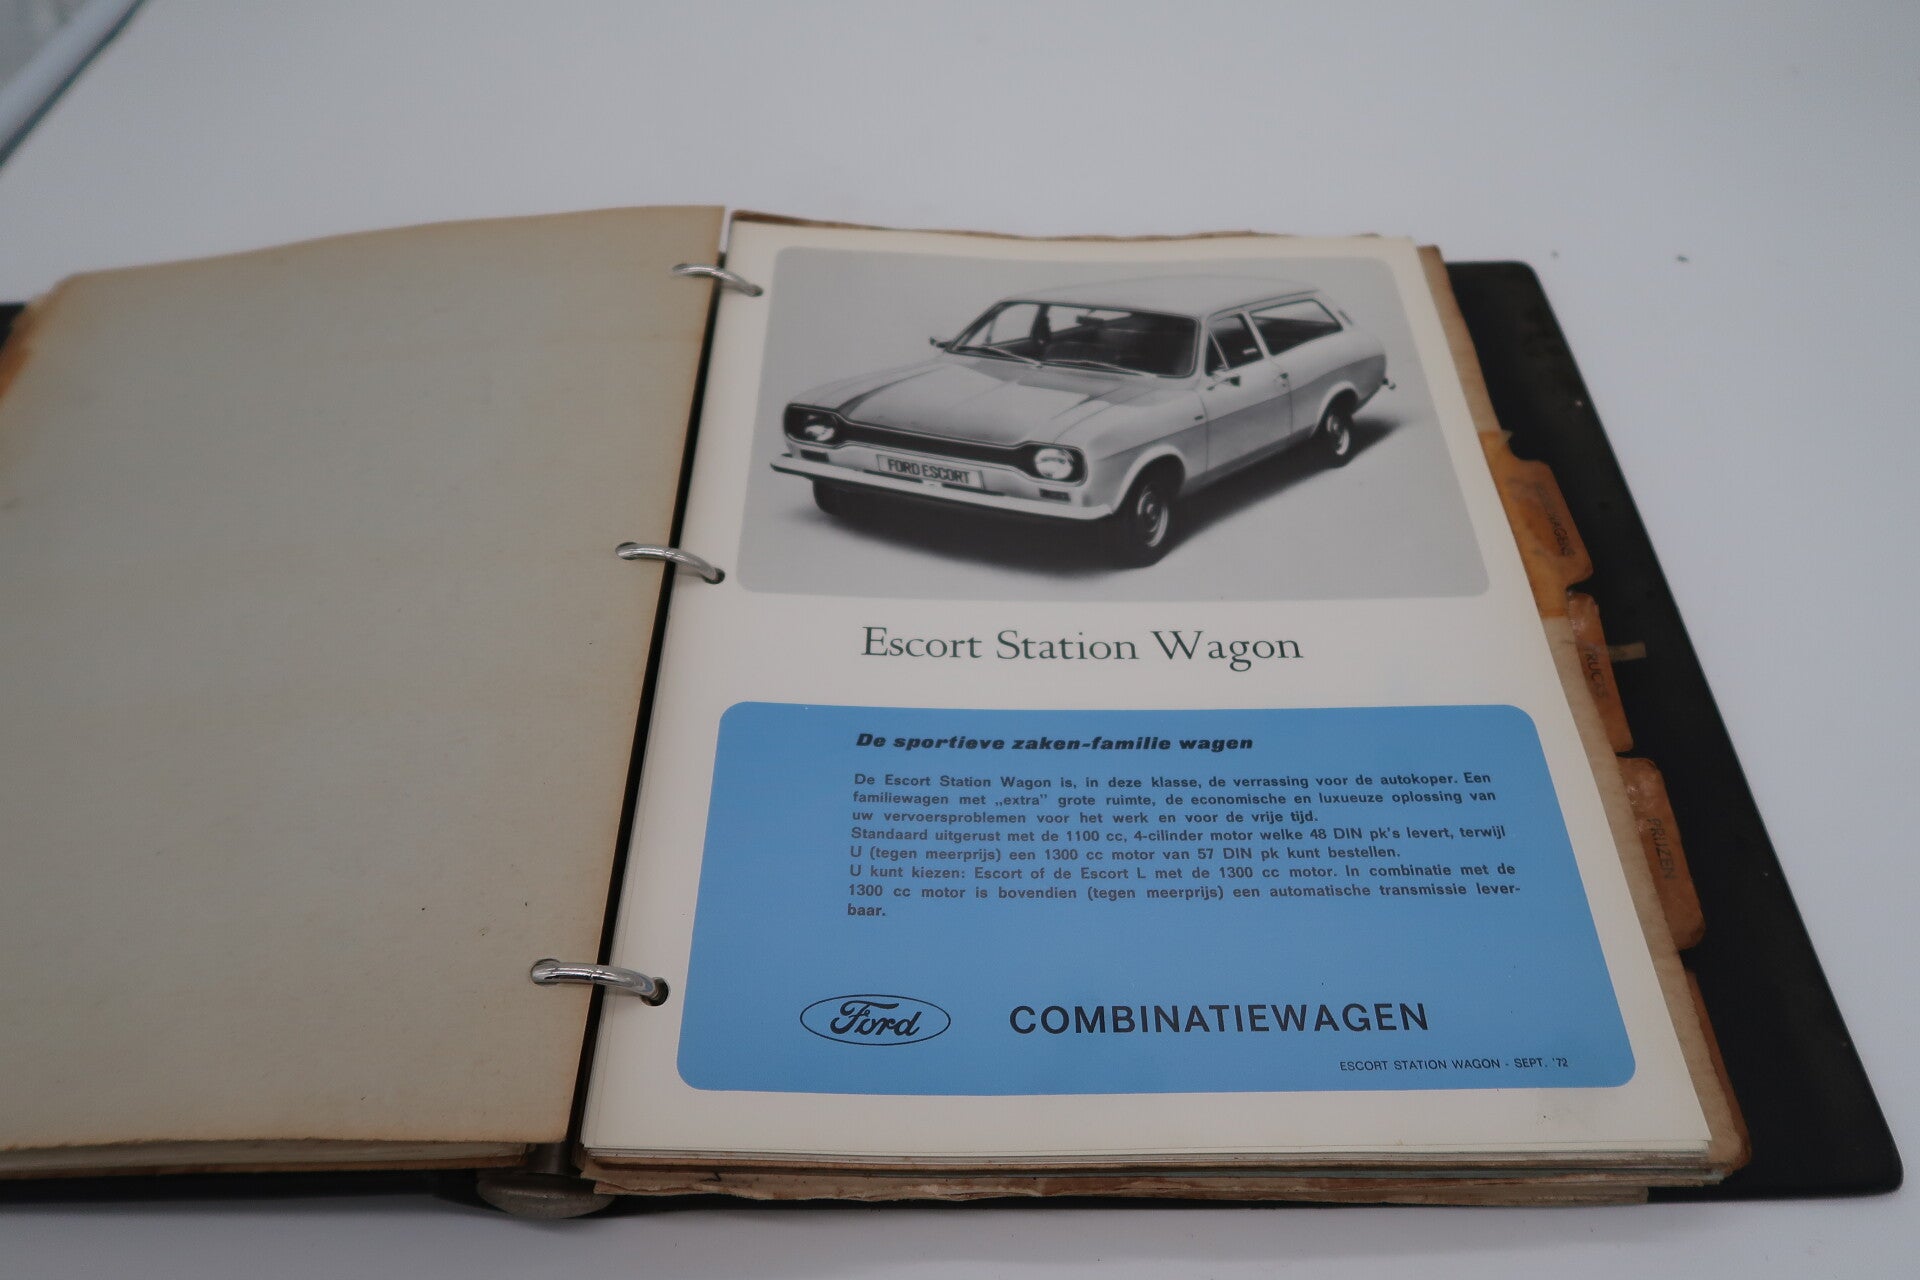 FORD ESCORT
Escort Station Wagon
De sportieve zaken-familie wagen
De Escort Station Wagon is, in deze klasse, de verrassing voor de autokoper. Een
familiewagen met „extra” grote ruimte, de economische en luxueuze oplossing van
uw vervoersproblemen voor het werk en voor de vrije tijd.
Standaard uitgerust met de 1100 cc, 4-cilinder motor welke 48 DIN pk's levert, terwijl
U (tegen meerprijs) een 1300 cc motor van 57 DIN pk kunt bestellen.
U kunt kiezen: Escort of de Escort L met de 1300 cc motor. In combinatie met de
1300 cc motor is bovendien (tegen meerprijs) een automatische transmissie lever-
baar.
Ford
COMBINATIEWAGEN
ESCORT STATION WAGON - SEPT. '72
TRUCKS
PRIJZEN